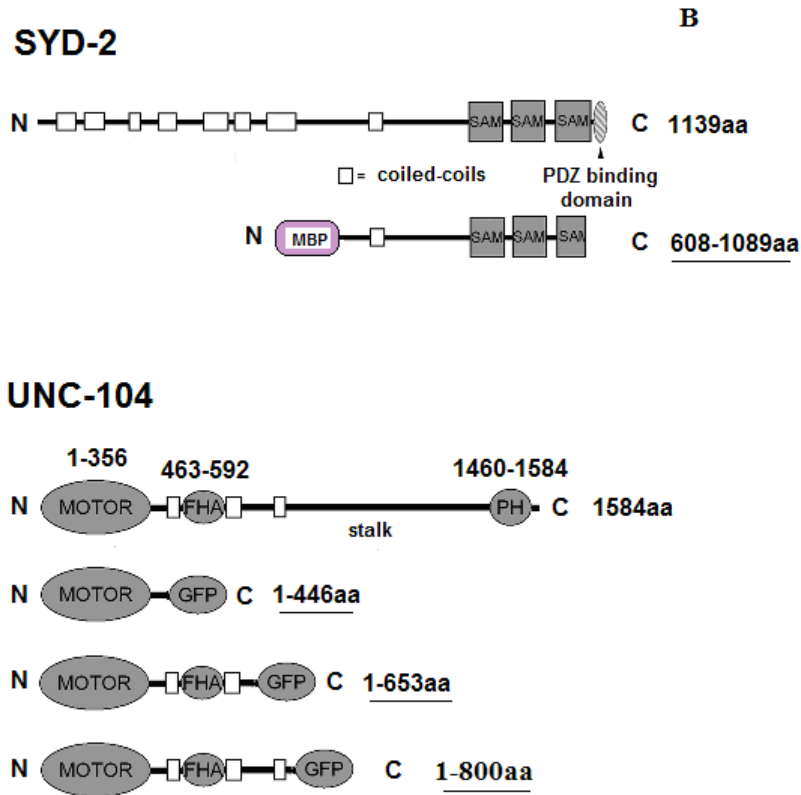 B
SYD-2
N SAM SAM SAM C 1139aa
= coiled-coils
PDZ binding
domain
N MBP SAM SAM SAM C 608-1089aa
UNC-104
1-356 463-592 1460-1584
N MOTOR FHA PH C 1584aa
stalk
N MOTOR GFP C 1-446aa
N MOTOR FHA GFP C 1-653aa
N MOTOR FHA GFP C 1-800aa